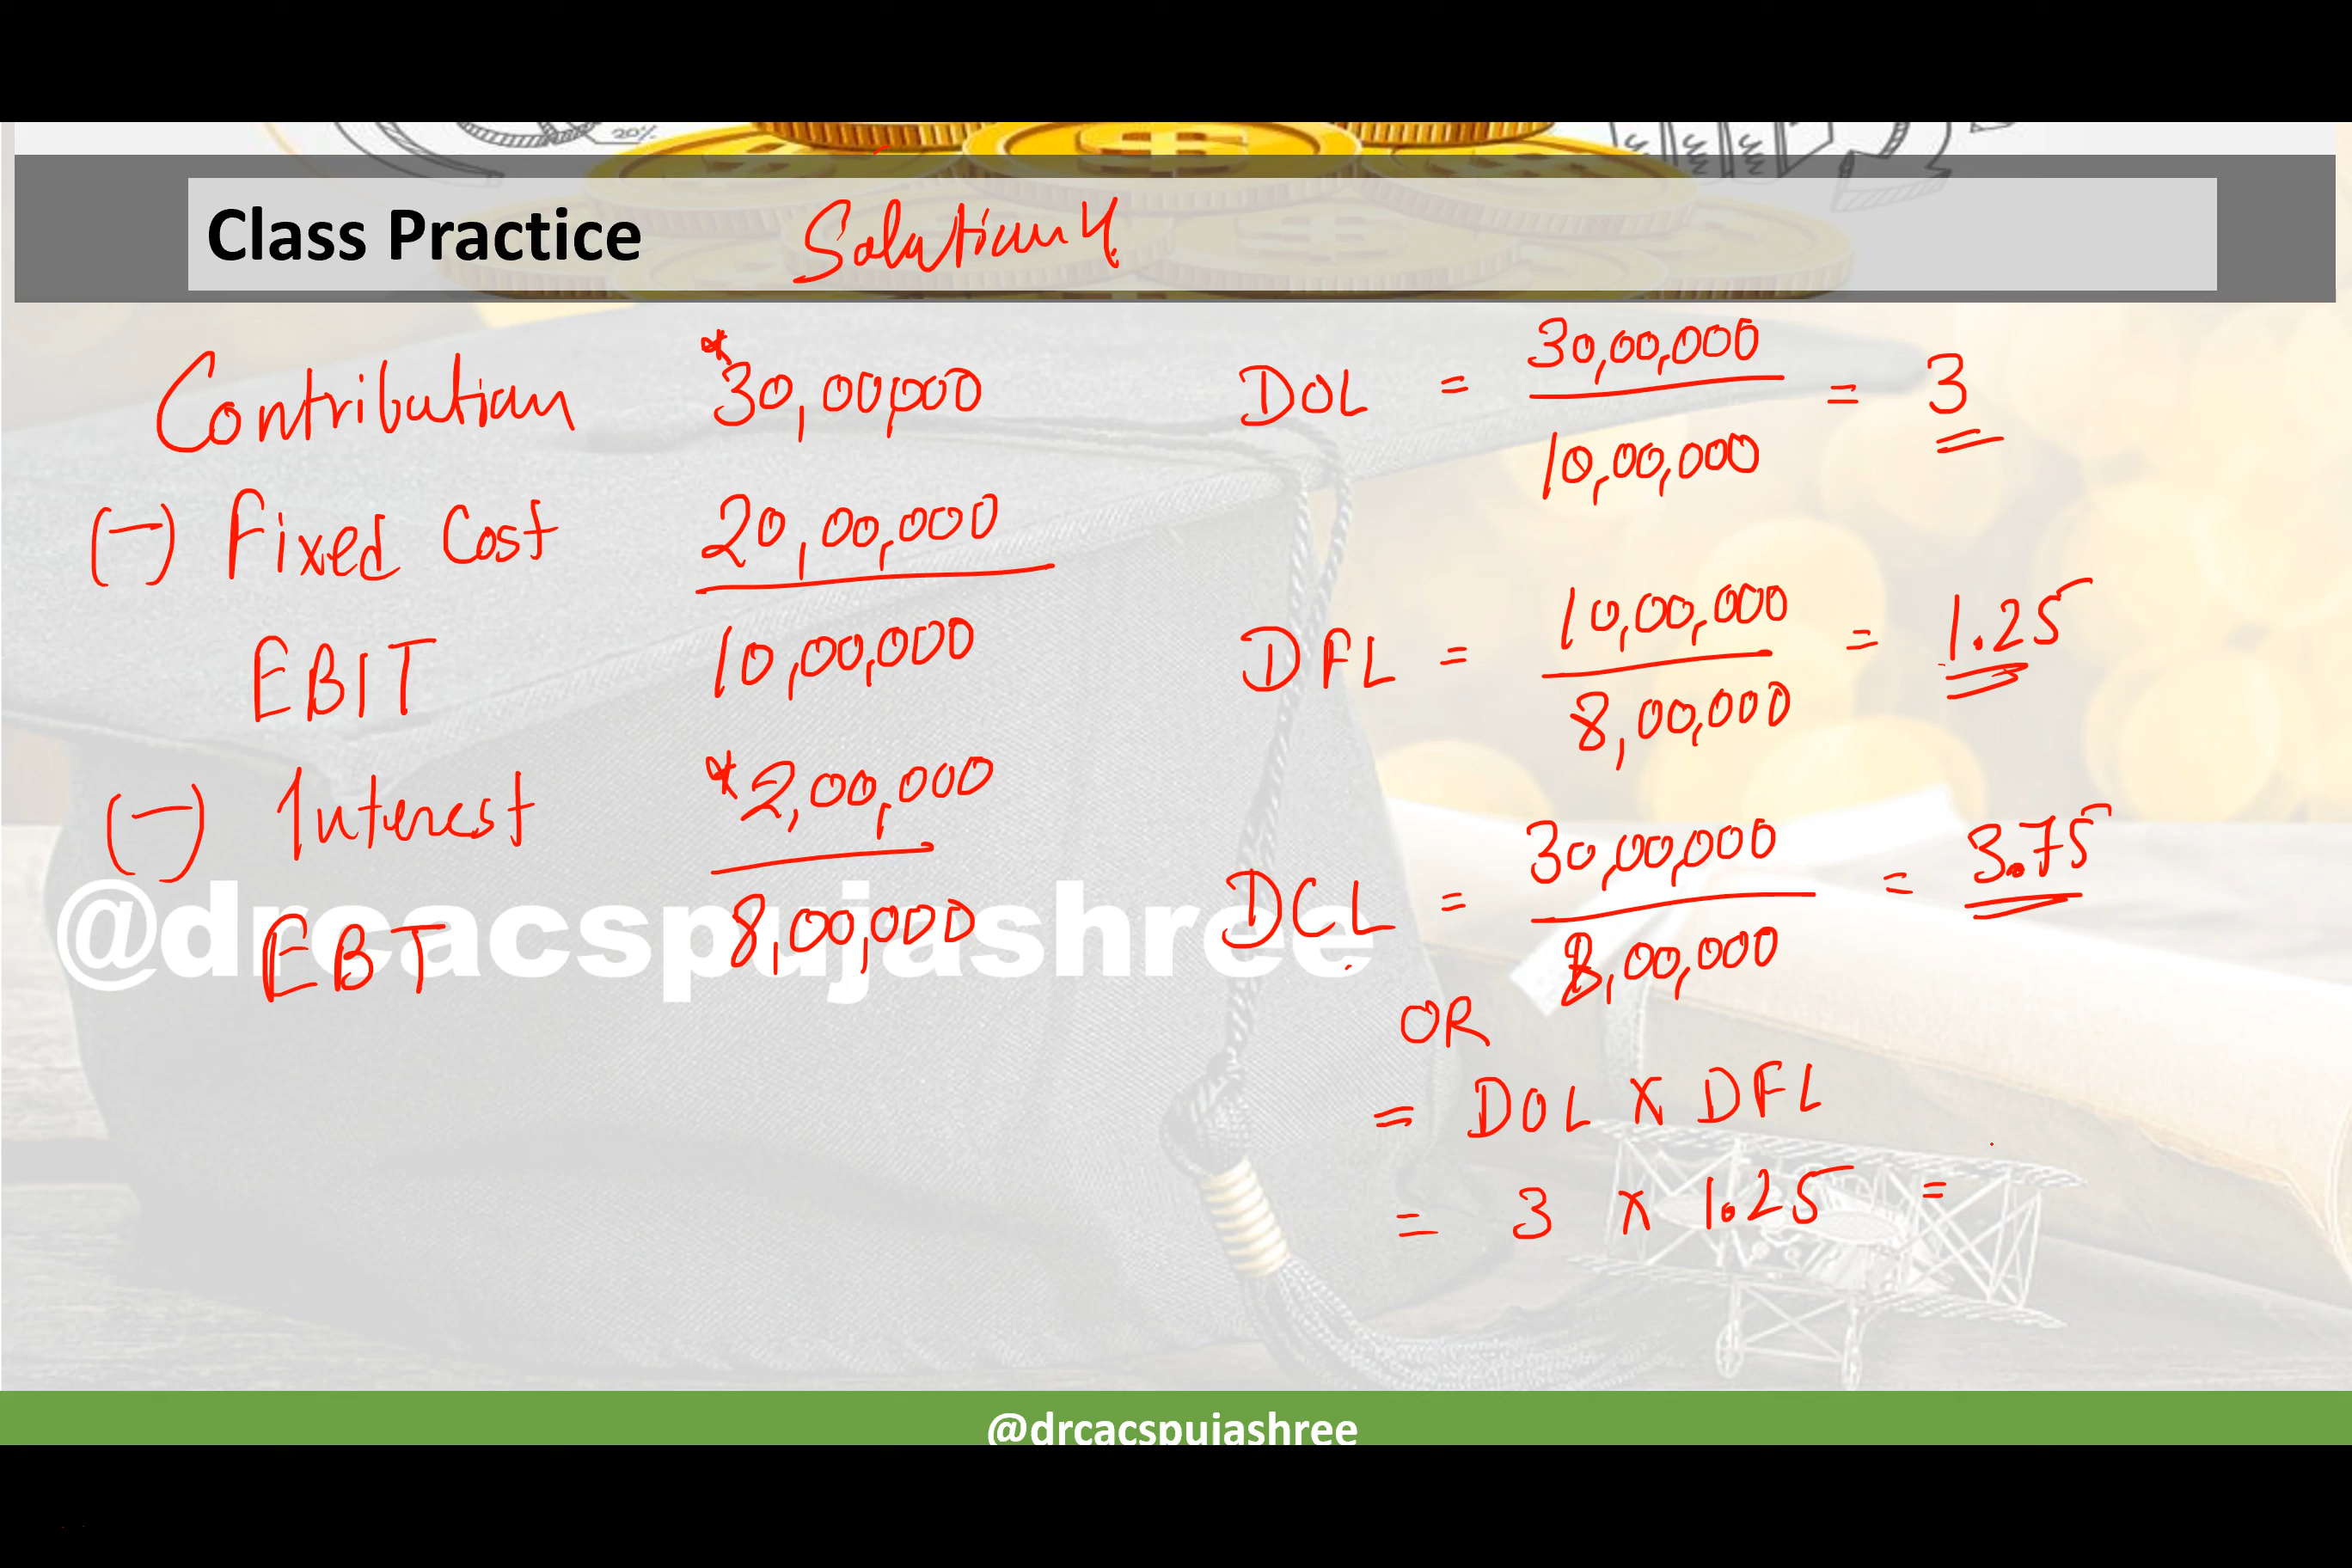 20%
Class Practice Solution 4
Contribution *30,00,000
(-) Fixed Cost 20,00,000
EBIT 10,00,000
(-) Interest *2,00,000
EBT 8,00,000
DOL = 30,00,000 / 10,00,000 = 3
DFL = 10,00,000 / 8,00,000 = 1.25
DCL = 30,00,000 / 8,00,000 = 3.75
OR
= DOL X DFL
= 3 x 1.25 =
@drcacspujashree
@drcacspujashree